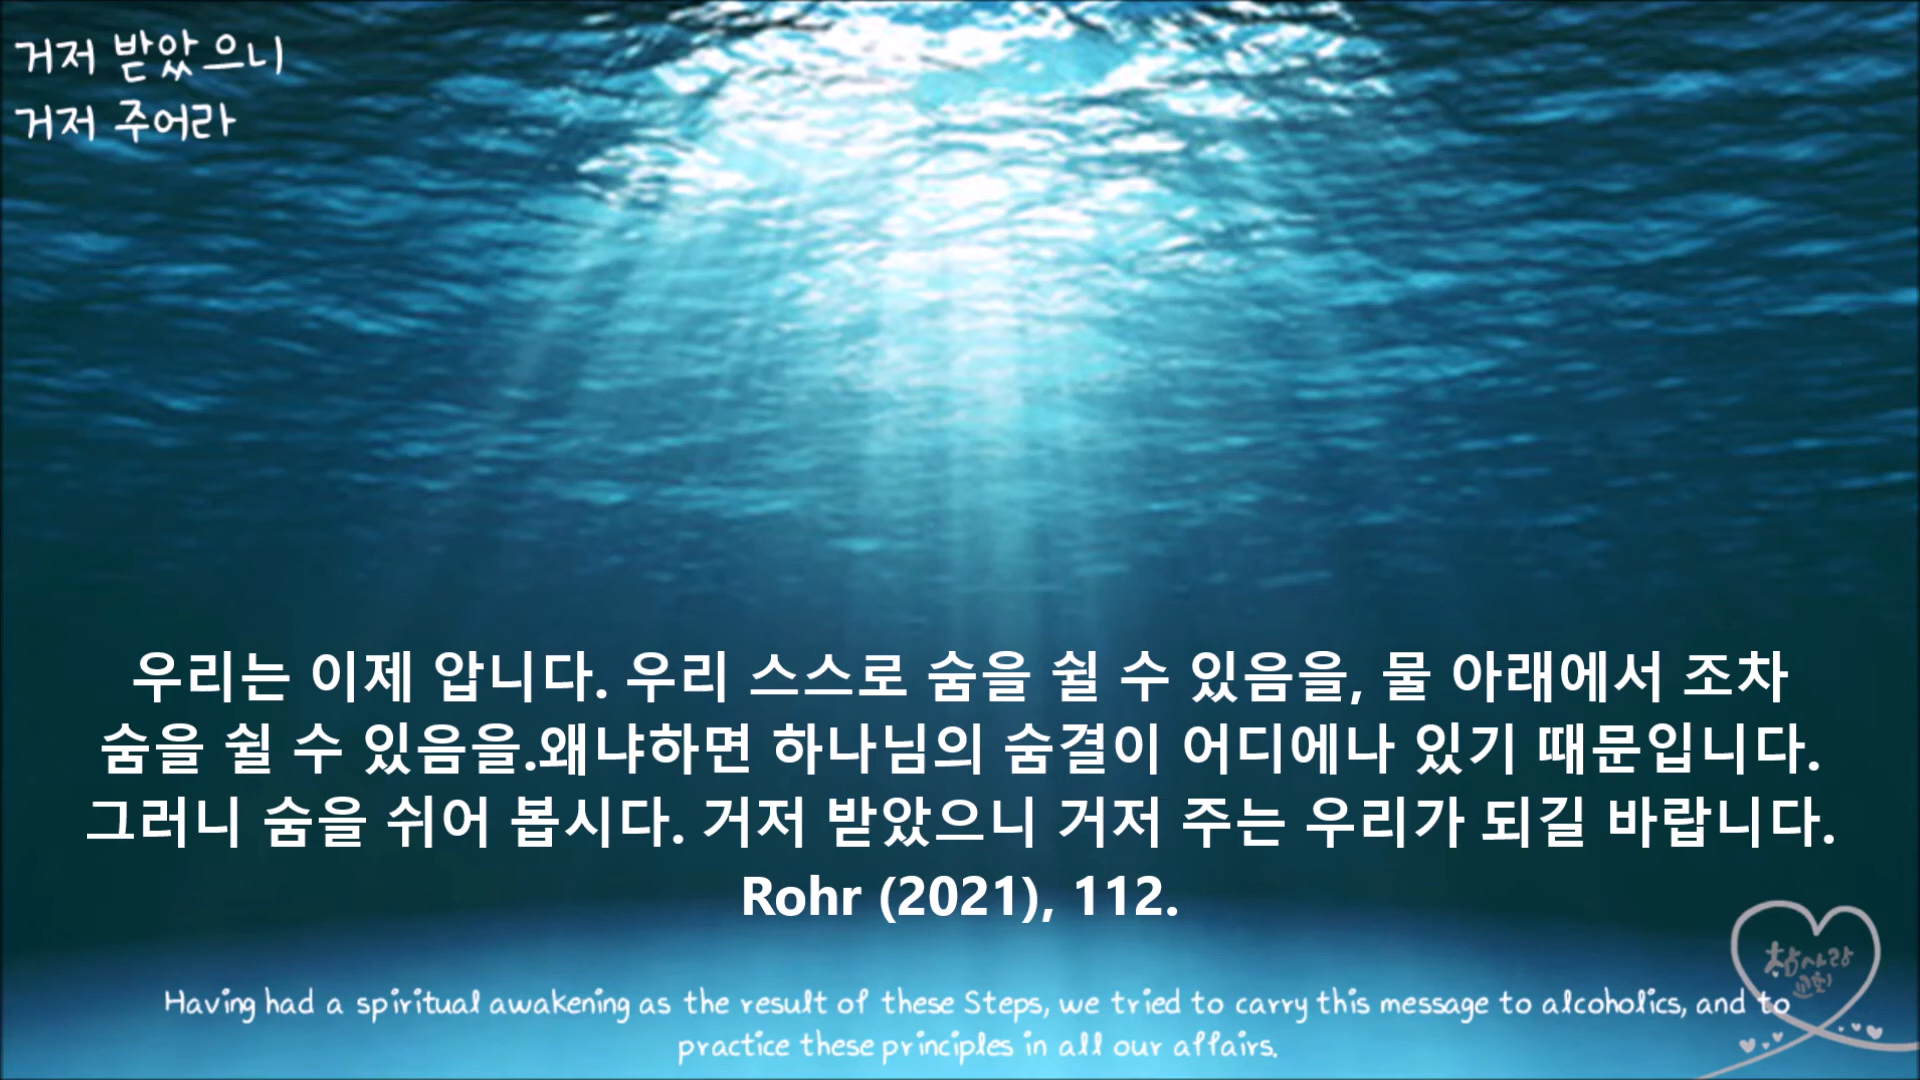 거저 받았으니
거저 주어라
우리는 이제 압니다. 우리 스스로 숨을 쉴 수 있음을, 물 아래에서 조차
숨을 쉴 수 있음을.왜냐하면 하나님의 숨결이 어디에나 있기 때문입니다.
그러니 숨을 쉬어 봅시다. 거저 받았으니 거저 주는 우리가 되길 바랍니다.
Rohr (2021), 112.
참사랑
교회
Having had a spiritual awakening as the result of these Steps, we tried to carry this message to alcoholics, and to
practice these principles in all our affairs.